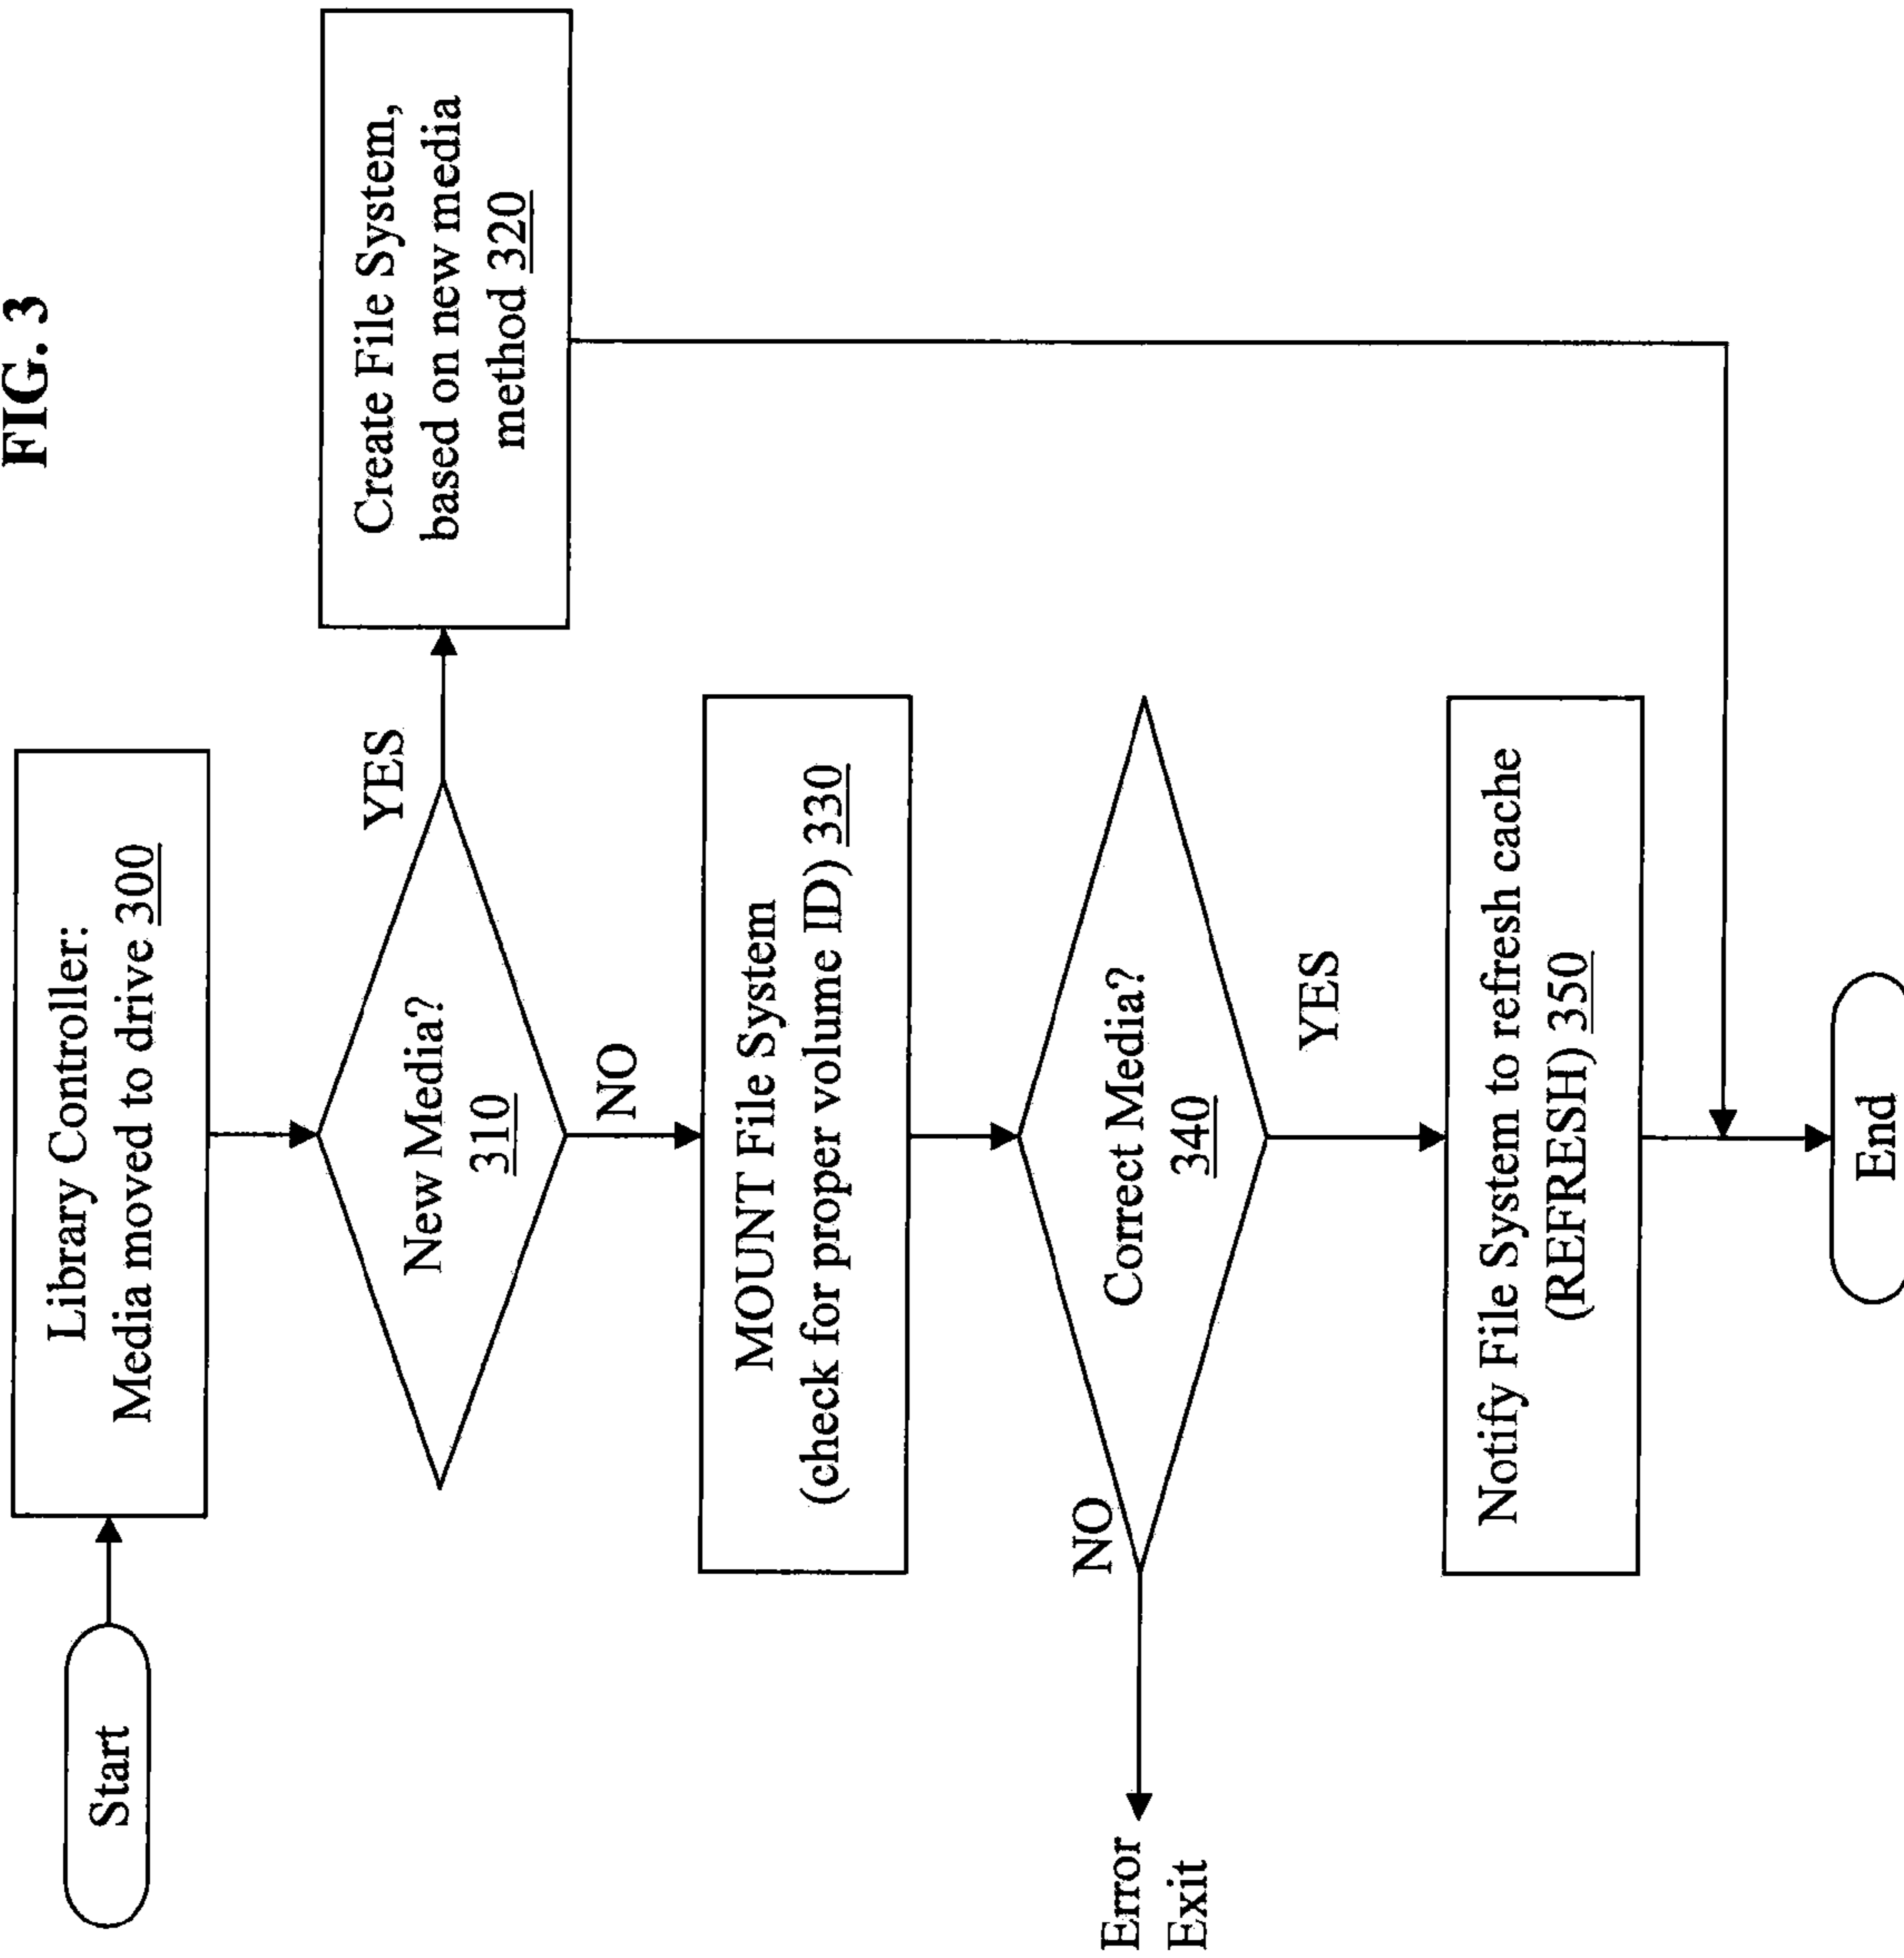 FIG. 3
Start
Library Controller:
Media moved to drive 300
New Media?
310
YES
Create File System,
based on new media
method 320
NO
MOUNT File System
(check for proper volume ID) 330
Correct Media?
340
NO
Error
Exit
YES
Notify File System to refresh cache
(REFRESH) 350
End